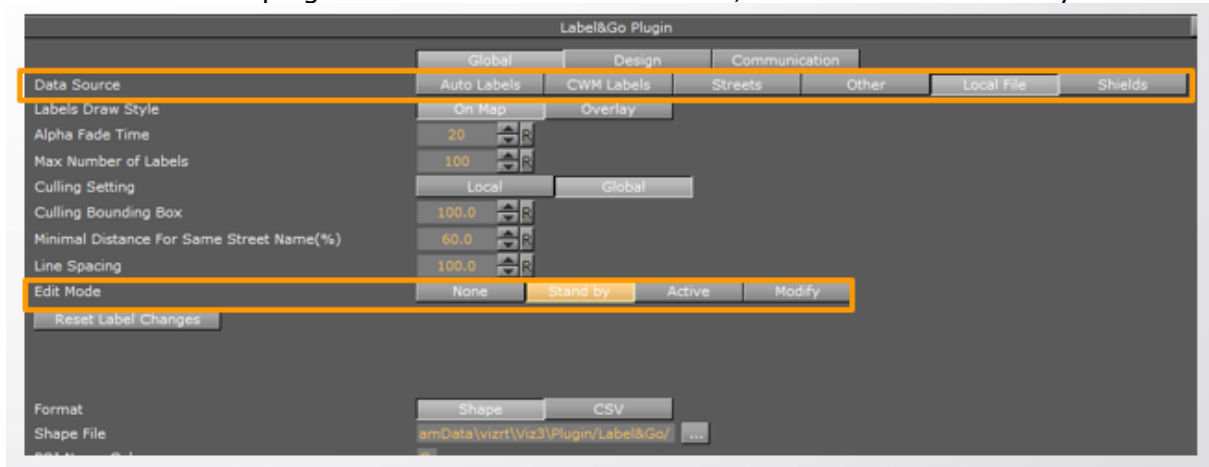 Label&Go Plugin
Global Design Communication
Data Source Auto Labels CWM Labels Streets Other Local File Shields
Labels Draw Style On Map Overlay
Alpha Fade Time 20 R
Max Number of Labels 100 R
Culling Setting Local Global
Culling Bounding Box 100.0 R
Minimal Distance For Same Street Name(%) 60.0 R
Line Spacing 100.0 R
Edit Mode None Stand by Active Modify
Reset Label Changes
Format Shape CSV
Shape File amData\vizrt\Viz3\Plugin/Label&Go/ ...